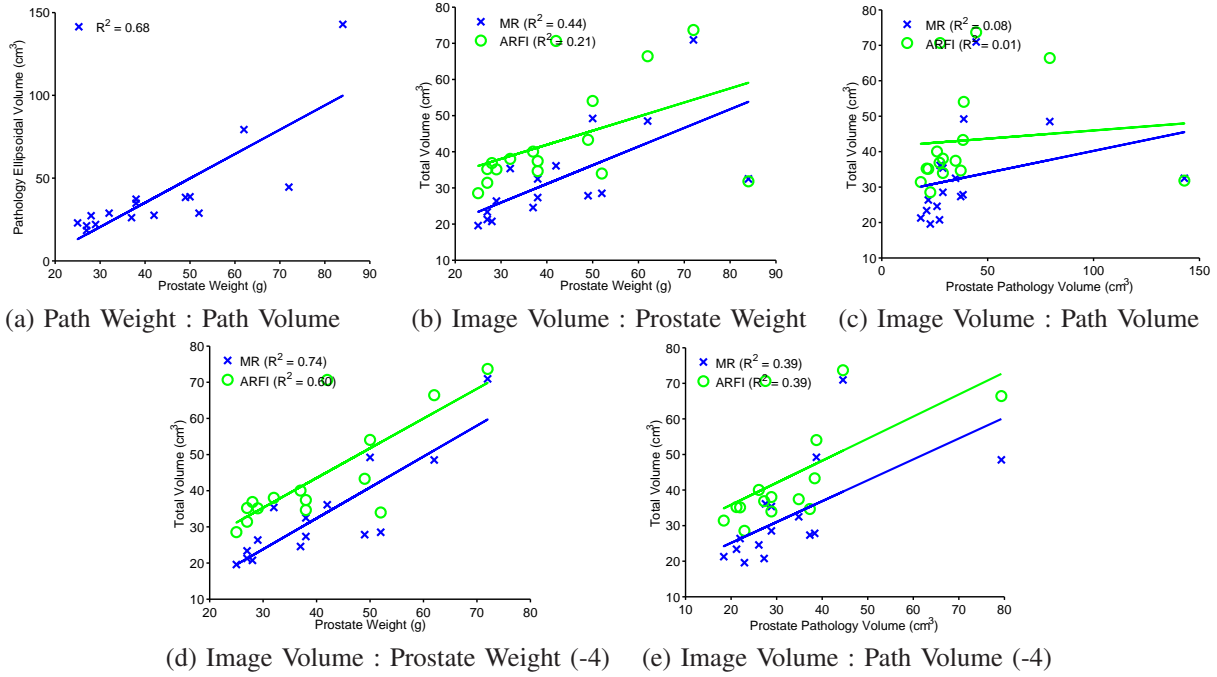 R² = 0.68
Pathology Ellipsoidal Volume (cm³)
150
100
50
0
20 30 40 50 60 70 80 90
Prostate Weight (g)
(a) Path Weight : Path Volume
MR (R² = 0.44)
ARFI (R² = 0.21)
Total Volume (cm³)
80
70
60
50
40
30
20
10
20 30 40 50 60 70 80 90
Prostate Weight (g)
(b) Image Volume : Prostate Weight
MR (R² = 0.08)
ARFI (R² = 0.01)
Total Volume (cm³)
80
70
60
50
40
30
20
10
0 50 100 150
Prostate Pathology Volume (cm³)
(c) Image Volume : Path Volume
MR (R² = 0.74)
ARFI (R² = 0.60)
Total Volume (cm³)
80
70
60
50
40
30
20
10
20 30 40 50 60 70 80
Prostate Weight (g)
(d) Image Volume : Prostate Weight (-4)
MR (R² = 0.39)
ARFI (R² = 0.39)
Total Volume (cm³)
80
70
60
50
40
30
20
10
10 20 30 40 50 60 70 80
Prostate Pathology Volume (cm³)
(e) Image Volume : Path Volume (-4)